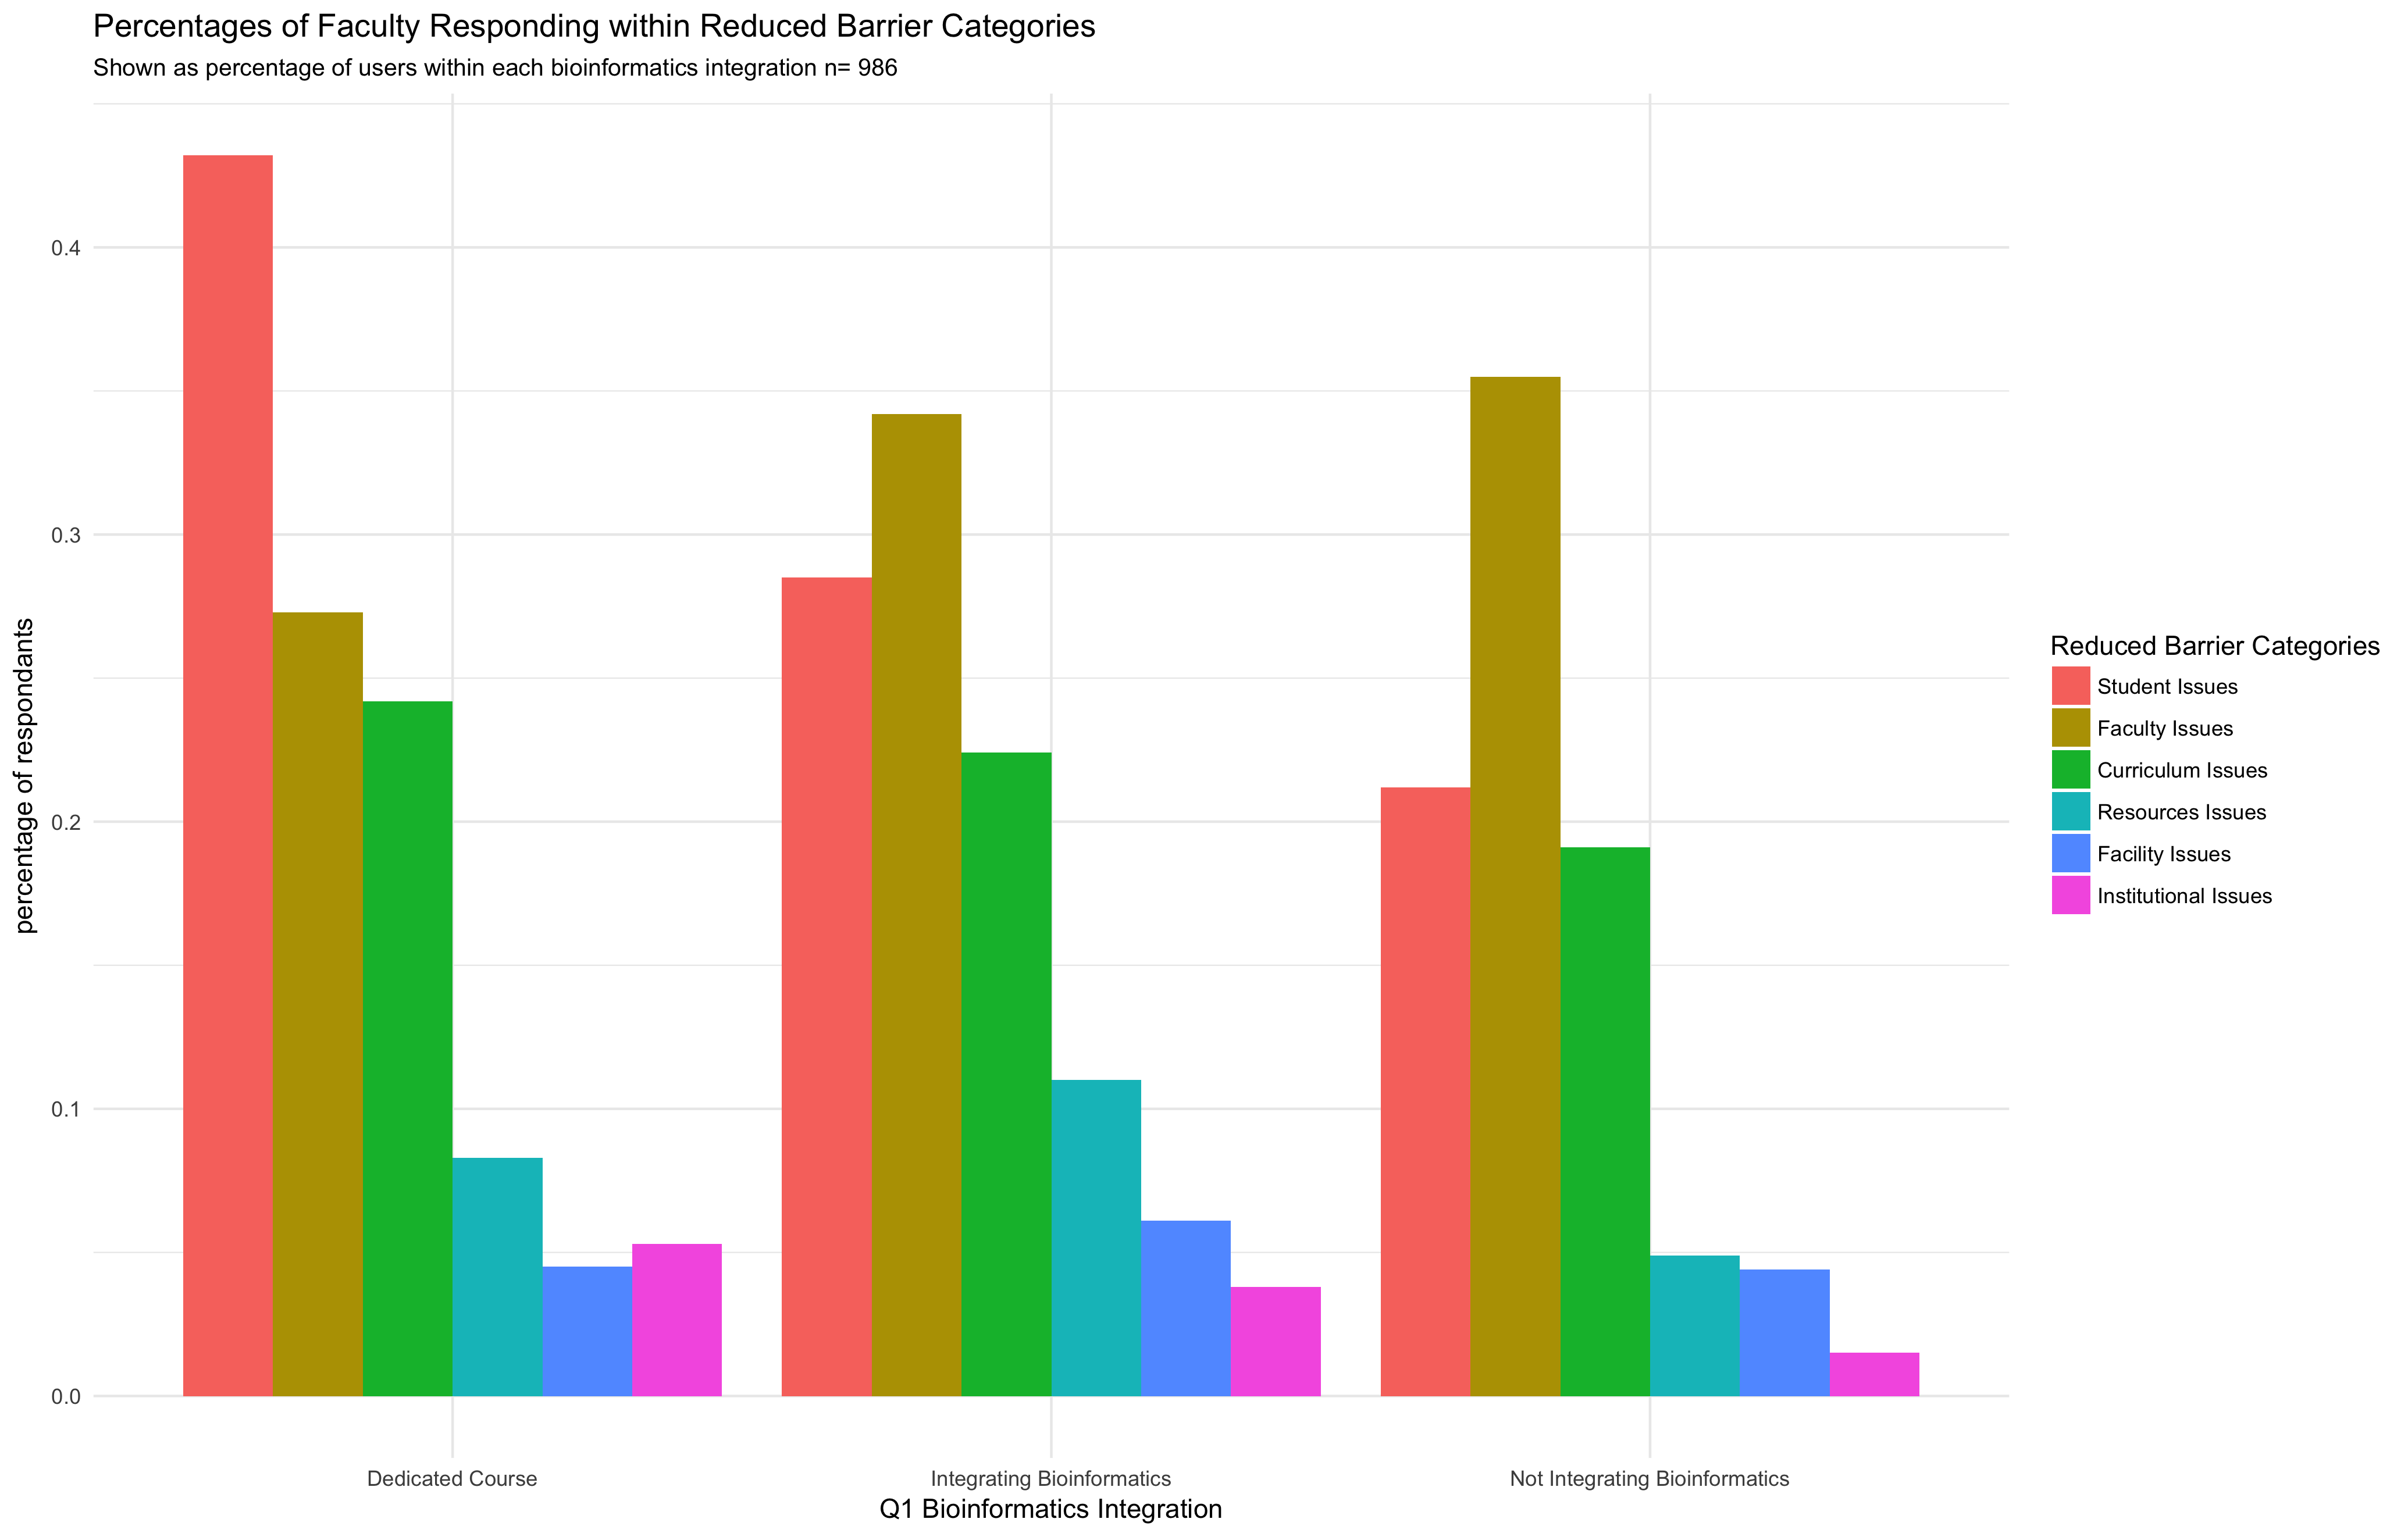 Percentages of Faculty Responding within Reduced Barrier Categories
Shown as percentage of users within each bioinformatics integration n= 986
percentage of respondants
0.4
0.3
0.2
0.1
0.0
Dedicated Course
Integrating Bioinformatics
Not Integrating Bioinformatics
Q1 Bioinformatics Integration
Reduced Barrier Categories
Student Issues
Faculty Issues
Curriculum Issues
Resources Issues
Facility Issues
Institutional Issues